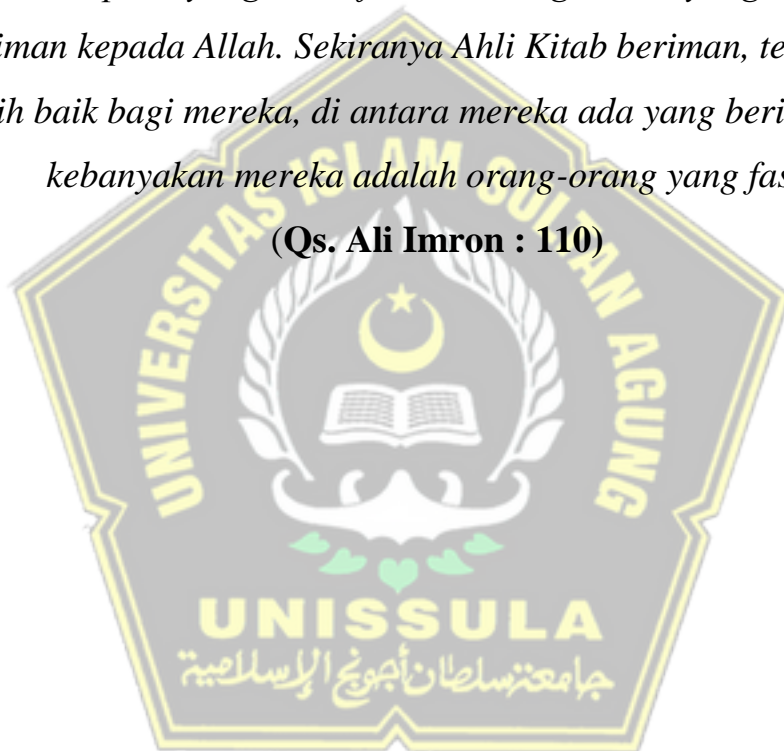 iman kepada Allah. Sekiranya Ahli Kitab beriman, te
ih baik bagi mereka, di antara mereka ada yang beri
kebanyakan mereka adalah orang-orang yang fas
(Qs. Ali Imron : 110)
UNIVERSITAS ISLAM SULTAN AGUNG
UNISSULA
جامعة سلطان أجونج الإسلامية